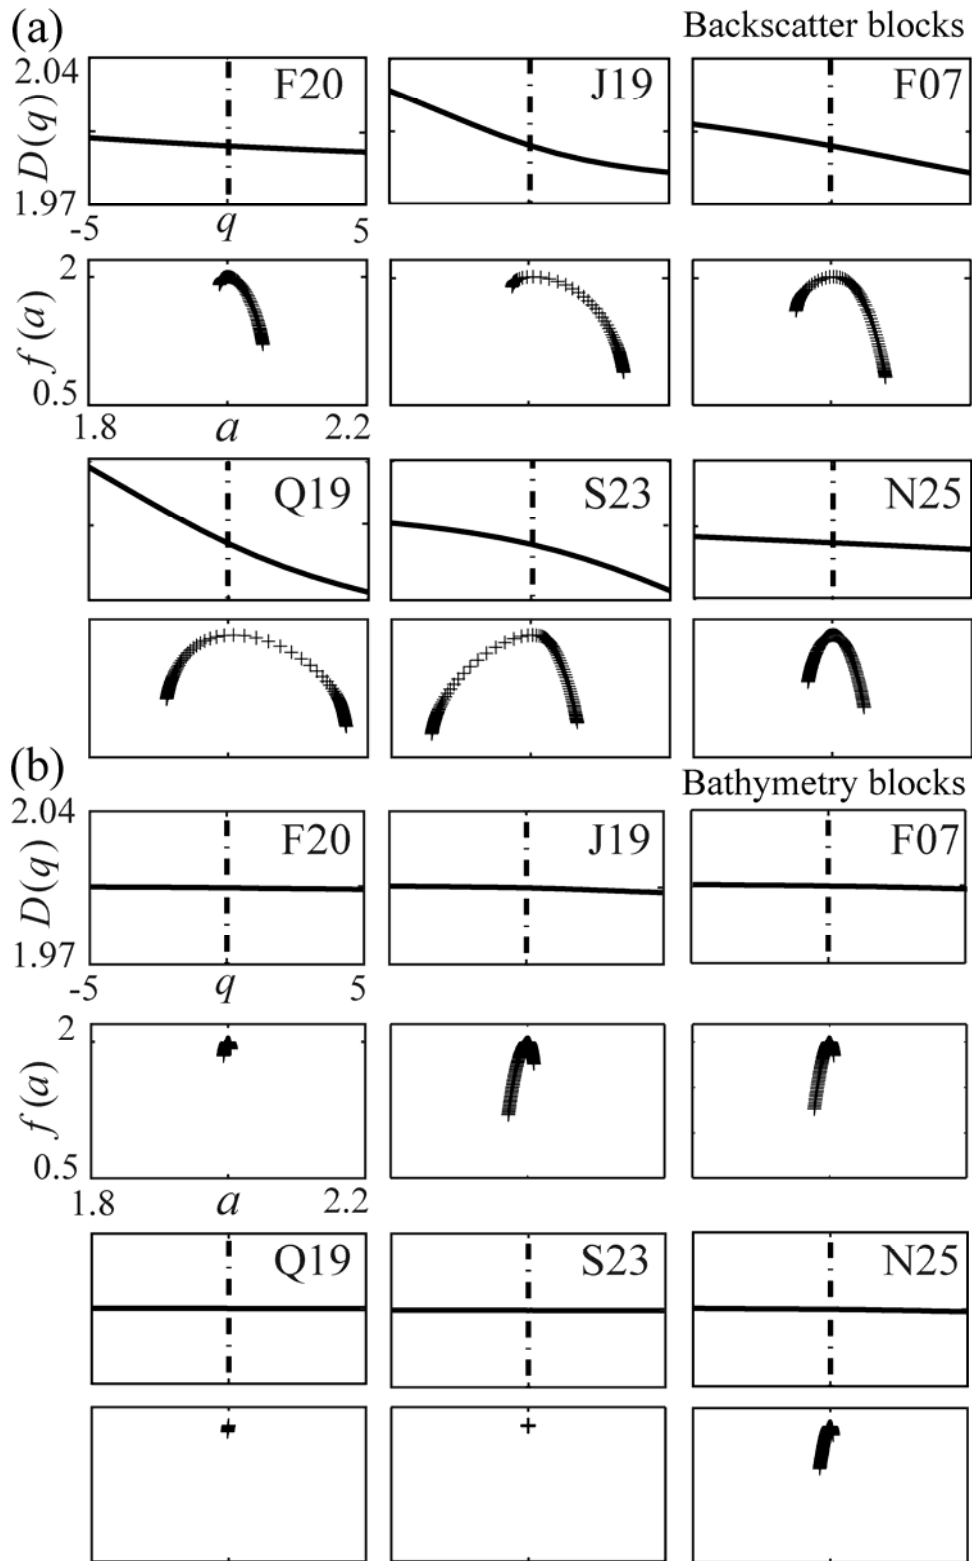 (a)
Backscatter blocks
2.04
D(q)
1.97
F20
J19
F07
-5
q
5
2
f(a)
0.5
1.8
a
2.2
Q19
S23
N25
(b)
Bathymetry blocks
2.04
D(q)
1.97
F20
J19
F07
-5
q
5
2
f(a)
0.5
1.8
a
2.2
Q19
S23
N25